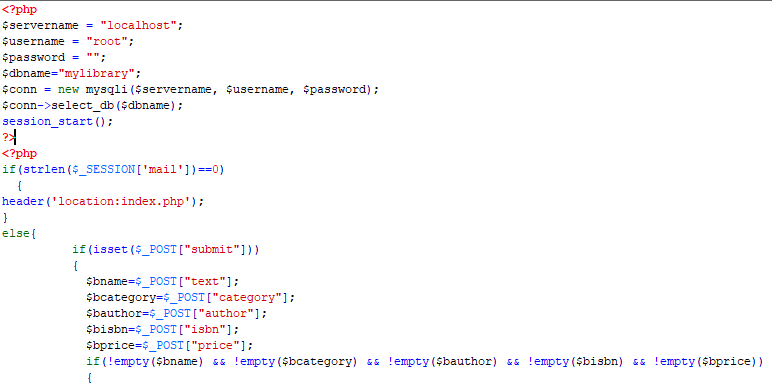 <?php
$servername = "localhost";
$username = "root";
$password = "";
$dbname="mylibrary";
$conn = new mysqli($servername, $username, $password);
$conn->select_db($dbname);
session_start();
?>
<?php
if(strlen($_SESSION['mail'])==0)
{
header('location:index.php');
}
else{
if(isset($_POST["submit"]))
{
$bname=$_POST["text"];
$bcategory=$_POST["category"];
$bauthor=$_POST["author"];
$bisbn=$_POST["isbn"];
$bprice=$_POST["price"];
if(!empty($bname) && !empty($bcategory) && !empty($bauthor) && !empty($bisbn) && !empty($bprice))
{